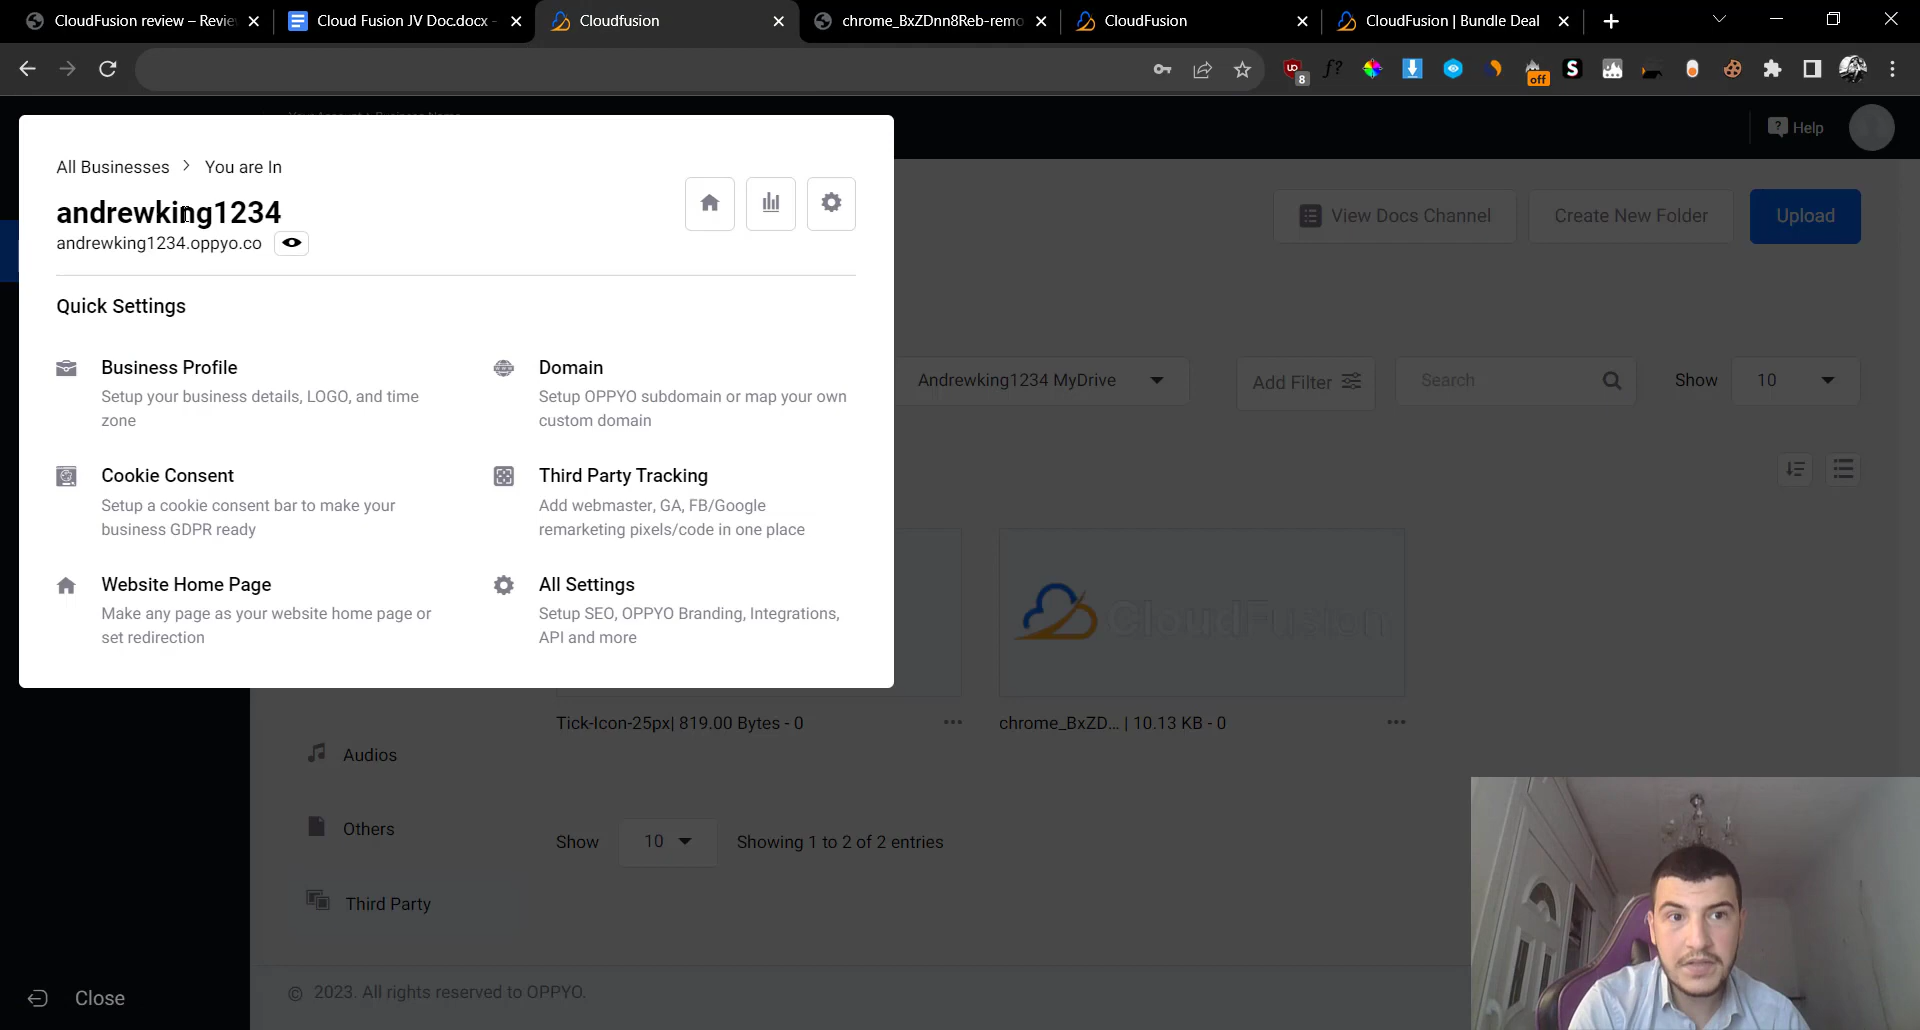 CloudFusion review – Review
Cloud Fusion JV Doc.docx -
Cloudfusion
chrome_BxZDnn8Reb-remo
CloudFusion
CloudFusion | Bundle Deal
8
f?
off
S
Help
All Businesses > You are In
andrewking1234
andrewking1234.oppyo.co
View Docs Channel
Create New Folder
Upload
Quick Settings
Business Profile
Setup your business details, LOGO, and time
zone
Domain
Setup OPPYO subdomain or map your own
custom domain
Andrewking1234 MyDrive
Add Filter
Search
Show
10
Cookie Consent
Setup a cookie consent bar to make your
business GDPR ready
Third Party Tracking
Add webmaster, GA, FB/Google
remarketing pixels/code in one place
Website Home Page
Make any page as your website home page or
set redirection
All Settings
Setup SEO, OPPYO Branding, Integrations,
API and more
CloudFusion
Tick-Icon-25px| 819.00 Bytes - 0
chrome_BxZD... | 10.13 KB - 0
Audios
Others
Third Party
Show
10
Showing 1 to 2 of 2 entries
Close
© 2023. All rights reserved to OPPYO.